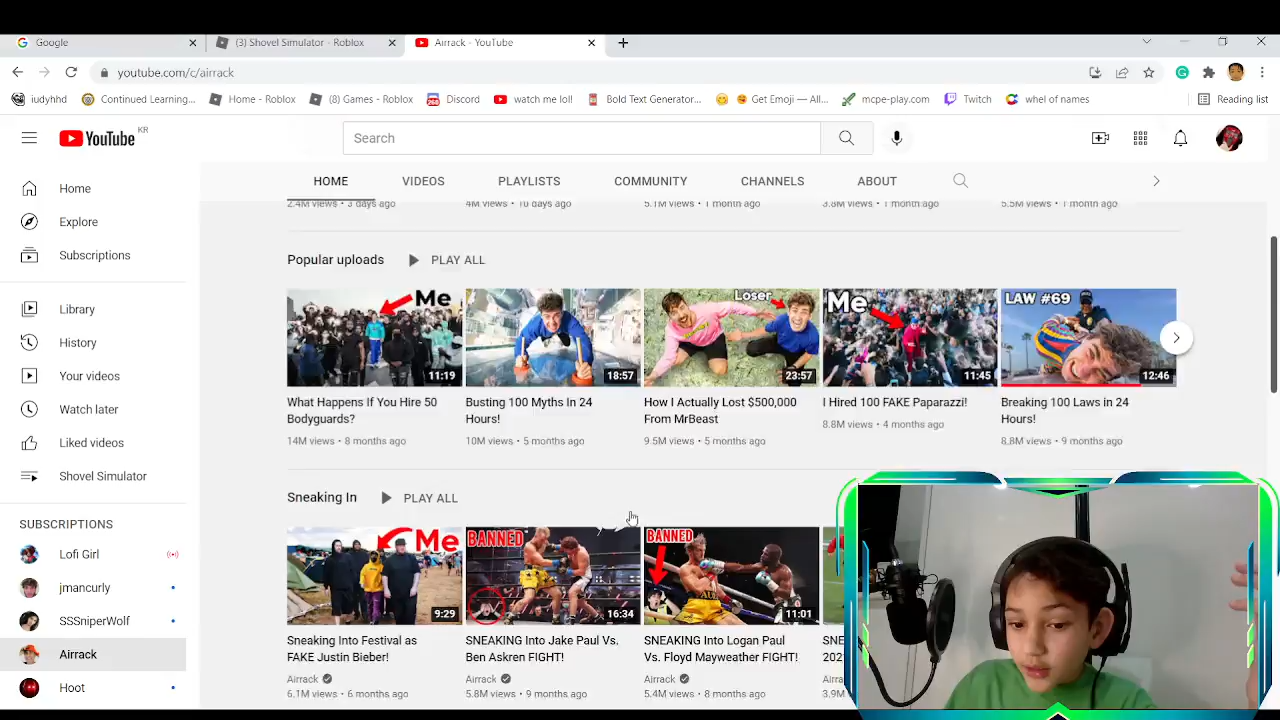 Google
(3) Shovel Simulator - Roblox
Airrack - YouTube
youtube.com/c/airrack
iudyhhd
Continued Learning...
Home - Roblox
(8) Games - Roblox
Discord
watch me lol!
Bold Text Generator...
Get Emoji — All...
mcpe-play.com
Twitch
whel of names
Reading list
YouTube KR
Search
HOME
VIDEOS
PLAYLISTS
COMMUNITY
CHANNELS
ABOUT
Home
Explore
Subscriptions
Library
History
Your videos
Watch later
Liked videos
Shovel Simulator
SUBSCRIPTIONS
Lofi Girl
jmancurly
SSSniperWolf
Airrack
Hoot
2.4M views • 3 days ago
4M views • 10 days ago
5.1M views • 1 month ago
3.8M views • 1 month ago
5.5M views • 1 month ago
Popular uploads
PLAY ALL
Me
11:19
18:57
Loser
23:57
Me
11:45
LAW #69
12:46
What Happens If You Hire 50
Bodyguards?
14M views • 8 months ago
Busting 100 Myths In 24
Hours!
10M views • 5 months ago
How I Actually Lost $500,000
From MrBeast
9.5M views • 5 months ago
I Hired 100 FAKE Paparazzi!
8.8M views • 4 months ago
Breaking 100 Laws in 24
Hours!
8.8M views • 9 months ago
Sneaking In
PLAY ALL
Me
9:29
BANNED
16:34
BANNED
11:01
Sneaking Into Festival as
FAKE Justin Bieber!
Airrack
6.1M views • 6 months ago
SNEAKING Into Jake Paul Vs.
Ben Askren FIGHT!
Airrack
5.8M views • 9 months ago
SNEAKING Into Logan Paul
Vs. Floyd Mayweather FIGHT!
Airrack
5.4M views • 8 months ago